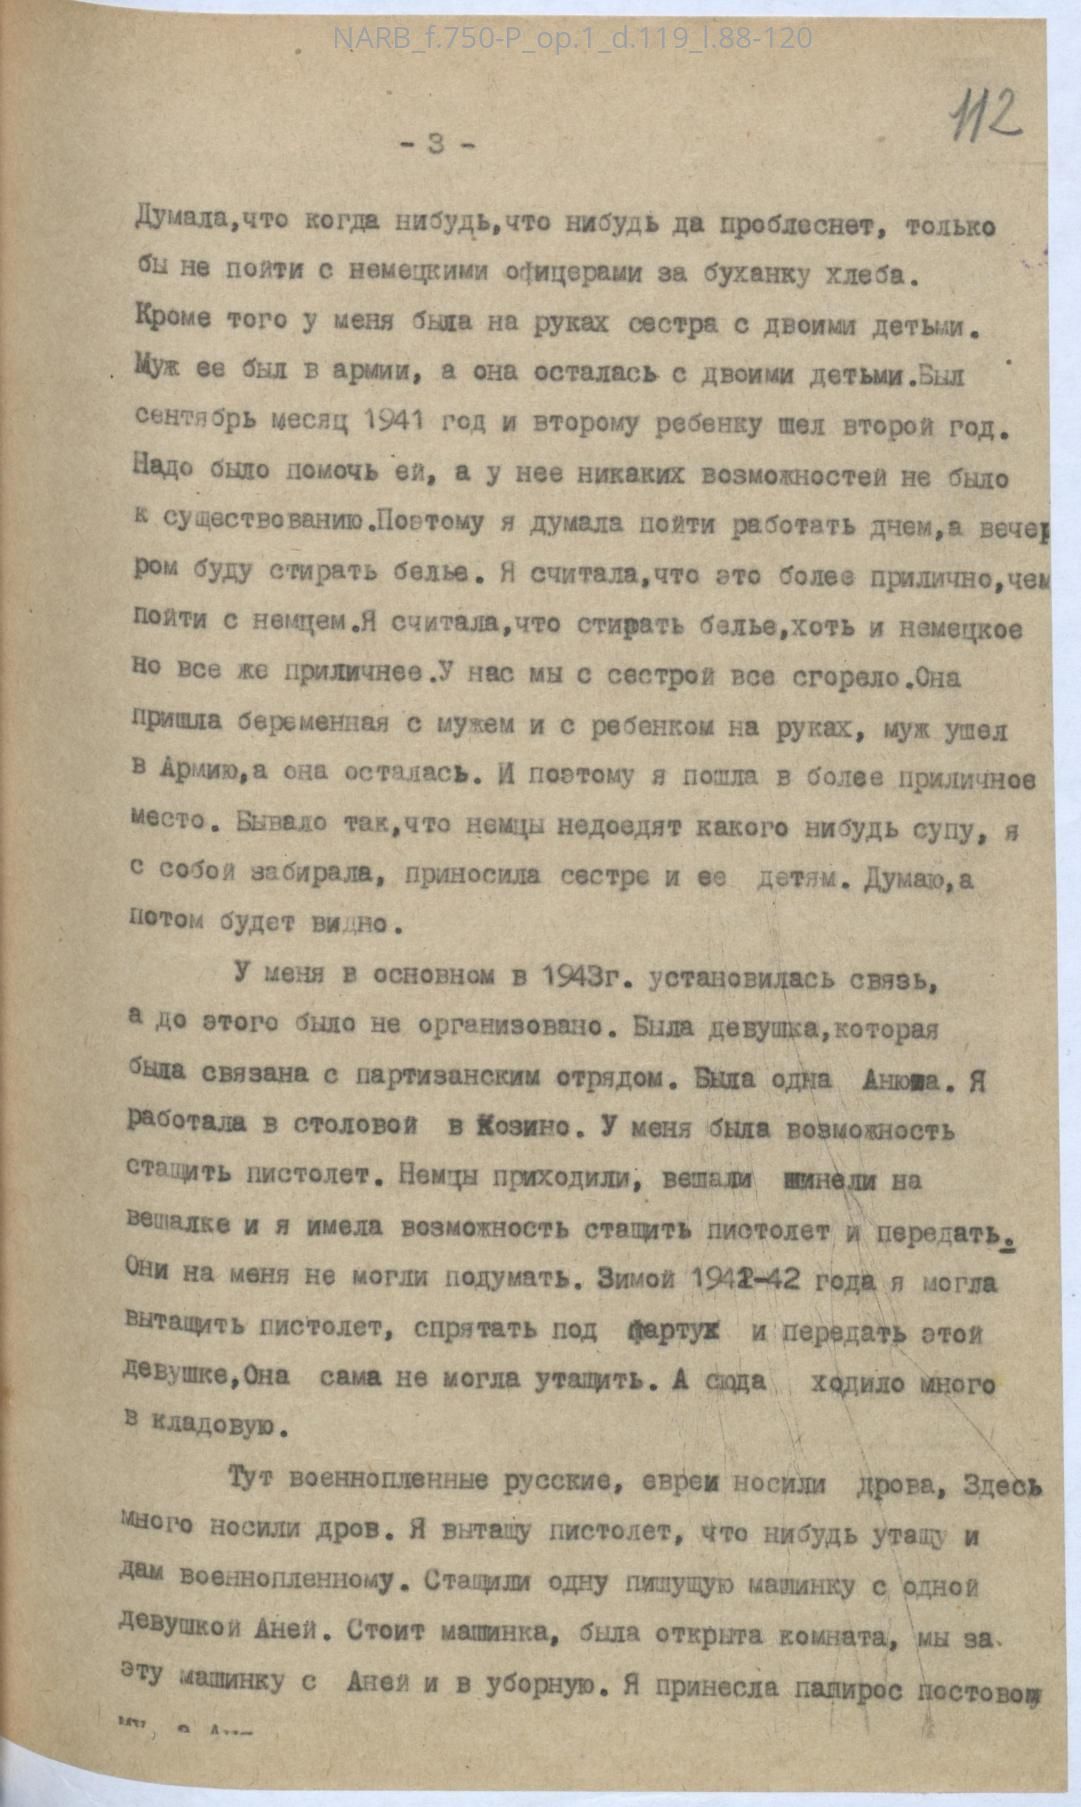 NARB_f.750-P_op.1_d.119_l.88-120
112
- 3 -
Думала,что когда нибудь,что нибудь да проблеснет, только
бы не пойти с немецкими офицерами за буханку хлеба.
Кроме того у меня была на руках сестра с двоими детьми.
Муж ее был в армии, а она осталась с двоими детьми.Был
сентябрь месяц 1941 год и второму ребенку шел второй год.
Надо было помочь ей, а у нее никаких возможностей не было
к существованию.Поэтому я думала пойти работать днем,а вечер
ром буду стирать белье. Я считала,что это более прилично,чем
пойти с немцем.Я считала,что стирать белье,хоть и немецкое
но все же приличнее.У нас мы с сестрой все сгорело.Она
пришла беременная с мужем и с ребенком на руках, муж ушел
в Армию,а она осталась. И поэтому я пошла в более приличное
место. Бывало так,что немцы недоедят какого нибудь супу, я
с собой забирала, приносила сестре и ее детям. Думаю,а
потом будет видно.
У меня в основном в 1943г. установилась связь,
а до этого было не организовано. Была девушка,которая
была связана с партизанским отрядом. Была одна Анюша. Я
работала в столовой в Козино. У меня была возможность
стащить пистолет. Немцы приходили, вешали шинели на
вешалке и я имела возможность стащить пистолет и передать.
Они на меня не могли подумать. Зимой 1941-42 года я могла
вытащить пистолет, спрятать под фартук и передать этой
девушке,Она сама не могла утащить. А сюда ходило много
в кладовую.
Тут военнопленные русские, евреи носили дрова, Здесь
много носили дров. Я вытащу пистолет, что нибудь утащу и
дам военнопленному. Стащили одну пишущую машинку с одной
девушкой Аней. Стоит машинка, была открыта комната, мы за
эту машинку с Аней и в уборную. Я принесла папирос постовому